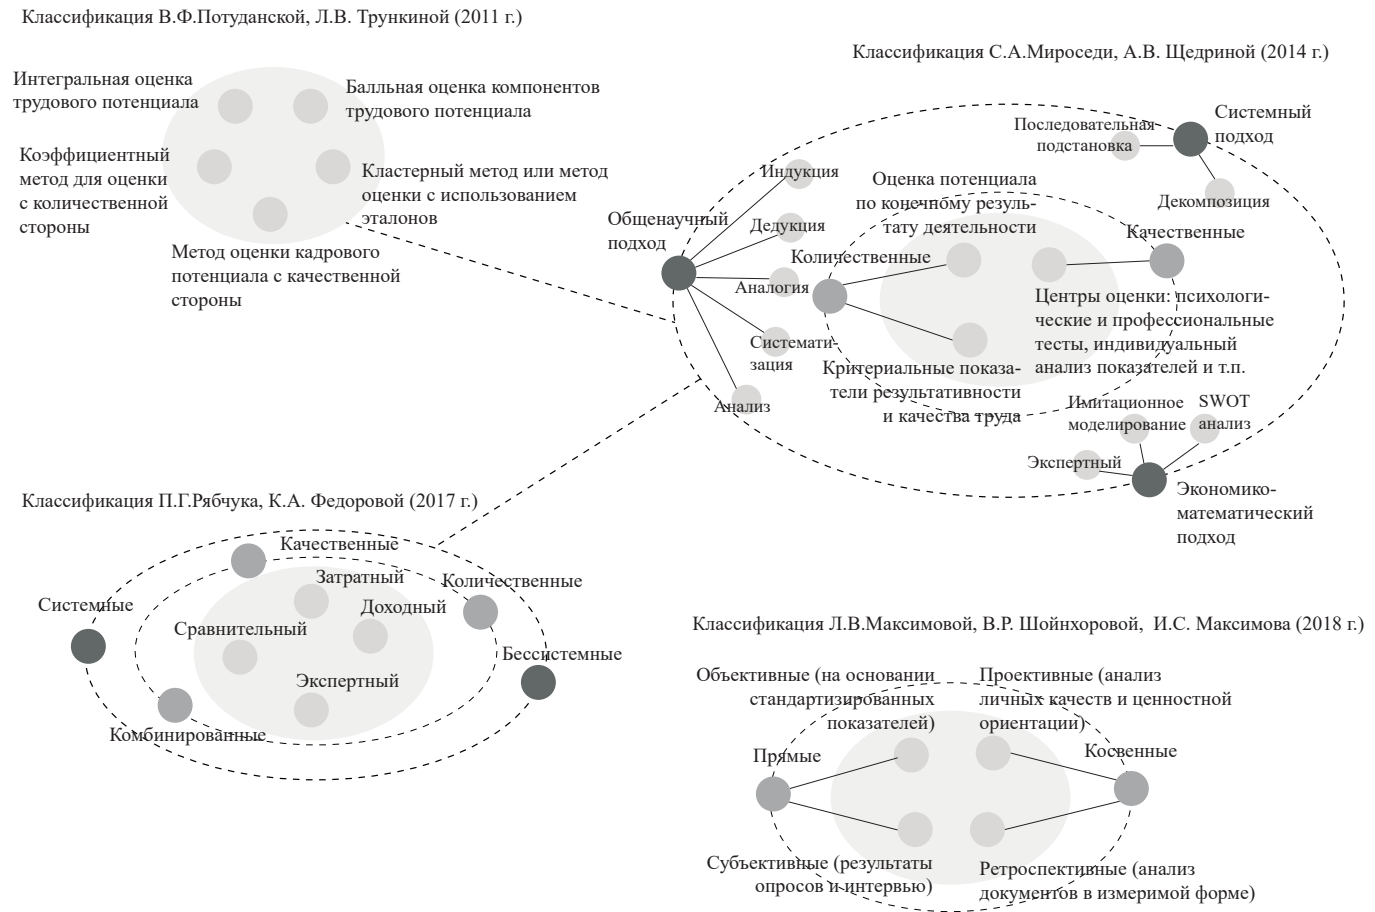 Классификация В.Ф.Потуданской, Л.В. Трункиной (2011 г.)
Интегральная оценка
трудового потенциала
Балльная оценка компонентов
трудового потенциала
Коэффициентный
метод для оценки
с количественной
стороны
Кластерный метод или метод
оценки с использованием
эталонов
Метод оценки кадрового
потенциала с качественной
стороны
Классификация С.А.Мироседи, А.В. Щедриной (2014 г.)
Системный
подход
Последовательная
подстановка
Декомпозиция
Общенаучный
подход
Индукция
Дедукция
Аналогия
Системати-
зация
Анализ
Оценка потенциала
по конечному резуль-
тату деятельности
Количественные
Качественные
Центры оценки: психологи-
ческие и профессиональные
тесты, индивидуальный
анализ показателей и т.п.
Критериальные показа-
тели результативности
и качества труда
Имитационное
моделирование
SWOT
анализ
Экспертный
Экономико-
математический
подход
Классификация П.Г.Рябчука, К.А. Федоровой (2017 г.)
Качественные
Затратный
Количественные
Системные
Доходный
Сравнительный
Бессистемные
Экспертный
Комбинированные
Классификация Л.В.Максимовой, В.Р. Шойнхоровой, И.С. Максимова (2018 г.)
Объективные (на основании
стандартизированных
показателей)
Проективные (анализ
личных качеств и ценностной
ориентации)
Прямые
Косвенные
Субъективные (результаты
опросов и интервью)
Ретроспективные (анализ
документов в измеримой форме)